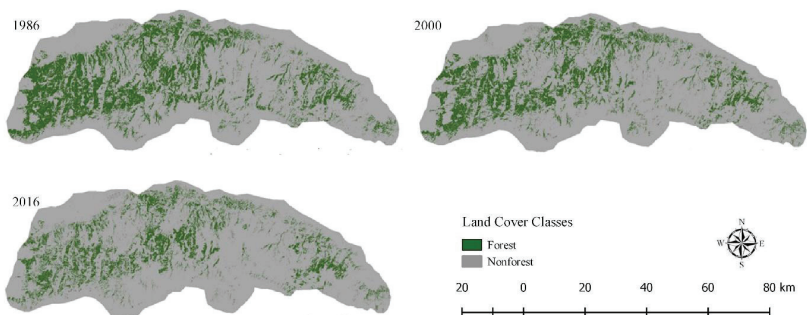 1986
2000
2016
Land Cover Classes
Forest
Nonforest
N
W E
S
20 0 20 40 60 80 km